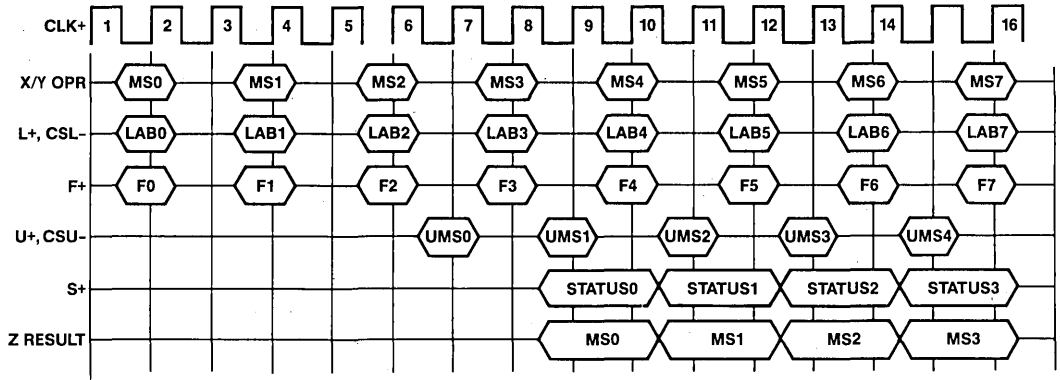 CLK+ 1 2 3 4 5 6 7 8 9 10 11 12 13 14 16
X/Y OPR MS0 MS1 MS2 MS3 MS4 MS5 MS6 MS7
L+, CSL– LAB0 LAB1 LAB2 LAB3 LAB4 LAB5 LAB6 LAB7
F+ F0 F1 F2 F3 F4 F5 F6 F7
U+, CSU– UMS0 UMS1 UMS2 UMS3 UMS4
S+ STATUS0 STATUS1 STATUS2 STATUS3
Z RESULT MS0 MS1 MS2 MS3